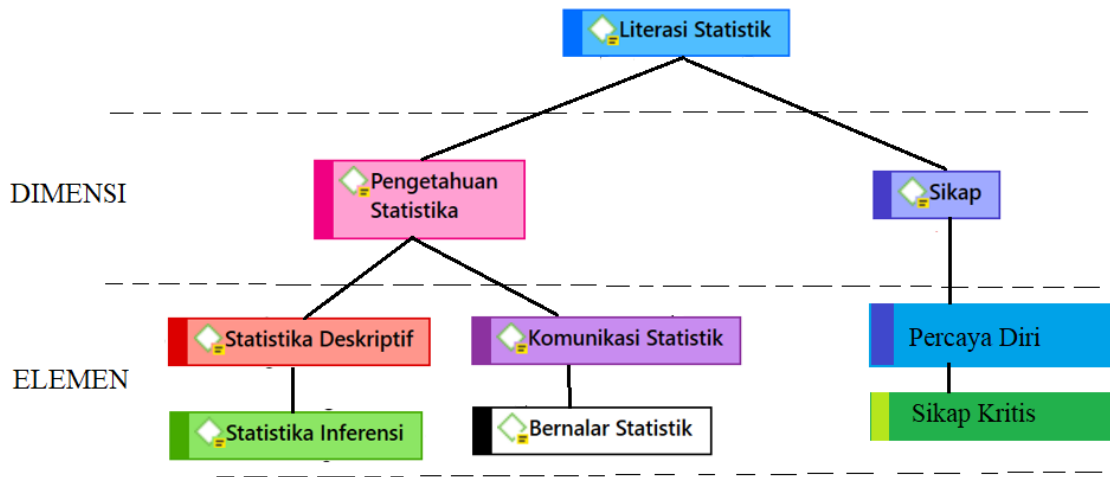 Literasi Statistik
DIMENSI
Pengetahuan
Statistika
Sikap
ELEMEN
Statistika Deskriptif
Komunikasi Statistik
Percaya Diri
Statistika Inferensi
Bernalar Statistik
Sikap Kritis